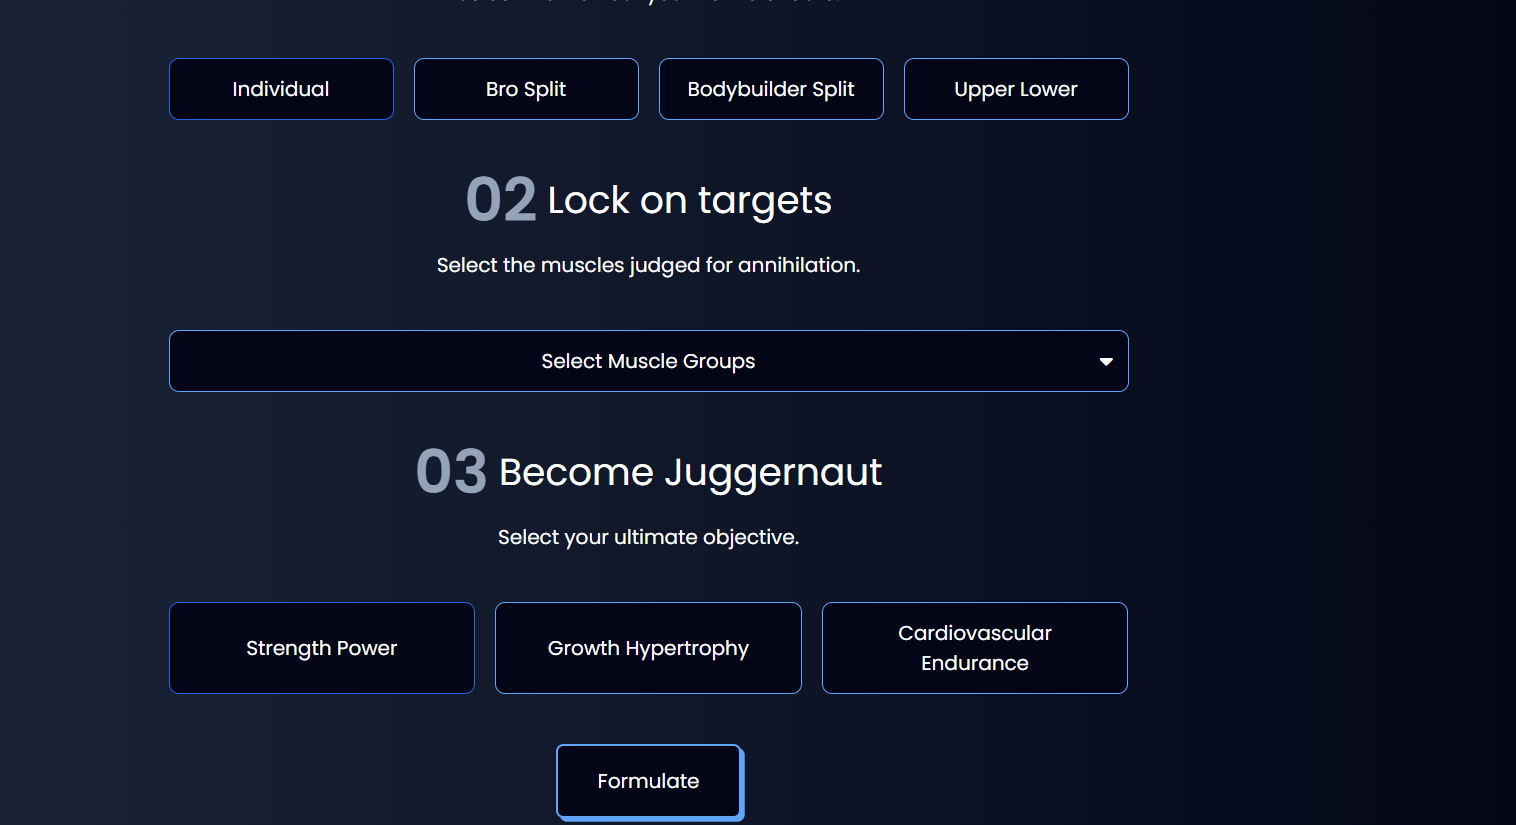 Individual
Bro Split
Bodybuilder Split
Upper Lower
02 Lock on targets
Select the muscles judged for annihilation.
Select Muscle Groups
03 Become Juggernaut
Select your ultimate objective.
Strength Power
Growth Hypertrophy
Cardiovascular
Endurance
Formulate